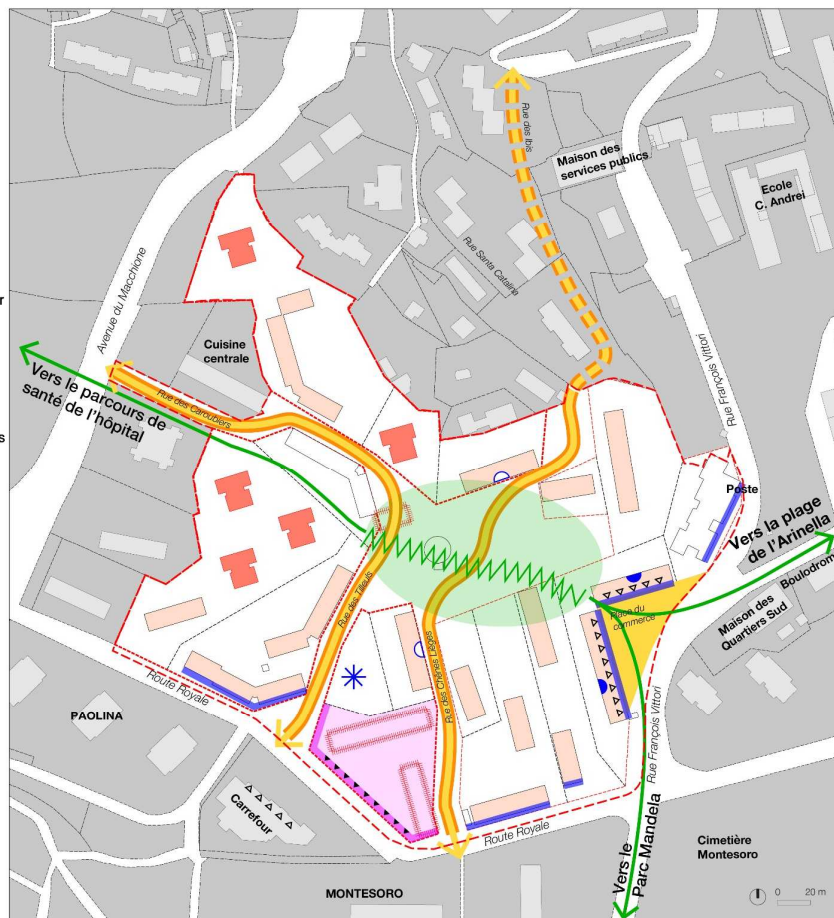 Rue des Ibis
Maison des
services publics
Ecole
C. Andrei
Avenue du Macchione
Rue Santa Catalina
r
Cuisine
centrale
Rue François Vittori
Vers le parcours de
santé de l'hôpital
Rue des Caroubiers
s
Poste
Vers la plage
de l'Arinella
Boulodrome
Place du
commerce
Maison des
Quartiers Sud
Rue des Tilleuls
Rue des Chênes Lièges
Route Royale
PAOLINA
Rue François Vittori
Carrefour
Route Royale
Vers le
Parc Mandela
Cimetière
Montesoro
MONTESORO
0 20 m